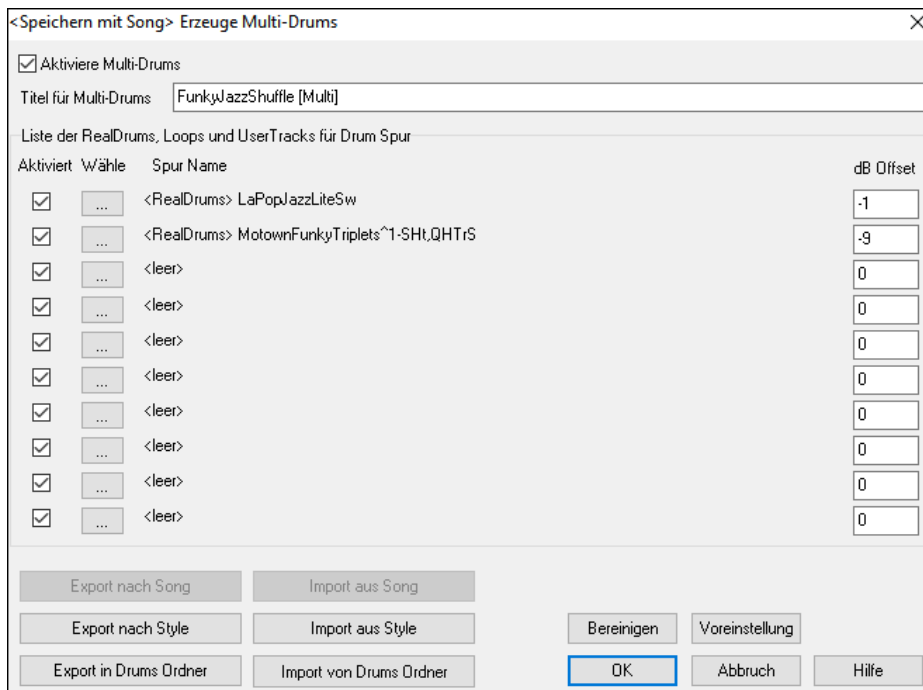 <Speichern mit Song> Erzeuge Multi-Drums
Aktiviere Multi-Drums
Titel für Multi-Drums FunkyJazzShuffle [Multi]
Liste der RealDrums, Loops und UserTracks für Drum Spur
Aktiviert Wähle Spur Name dB Offset
... <RealDrums> LaPopJazzLiteSw -1
... <RealDrums> MotownFunkyTriplets^1-SHt,QHTrS -9
... <leer> 0
... <leer> 0
... <leer> 0
... <leer> 0
... <leer> 0
... <leer> 0
... <leer> 0
... <leer> 0
Export nach Song Import aus Song
Export nach Style Import aus Style Bereinigen Voreinstellung
Export in Drums Ordner Import von Drums Ordner OK Abbruch Hilfe